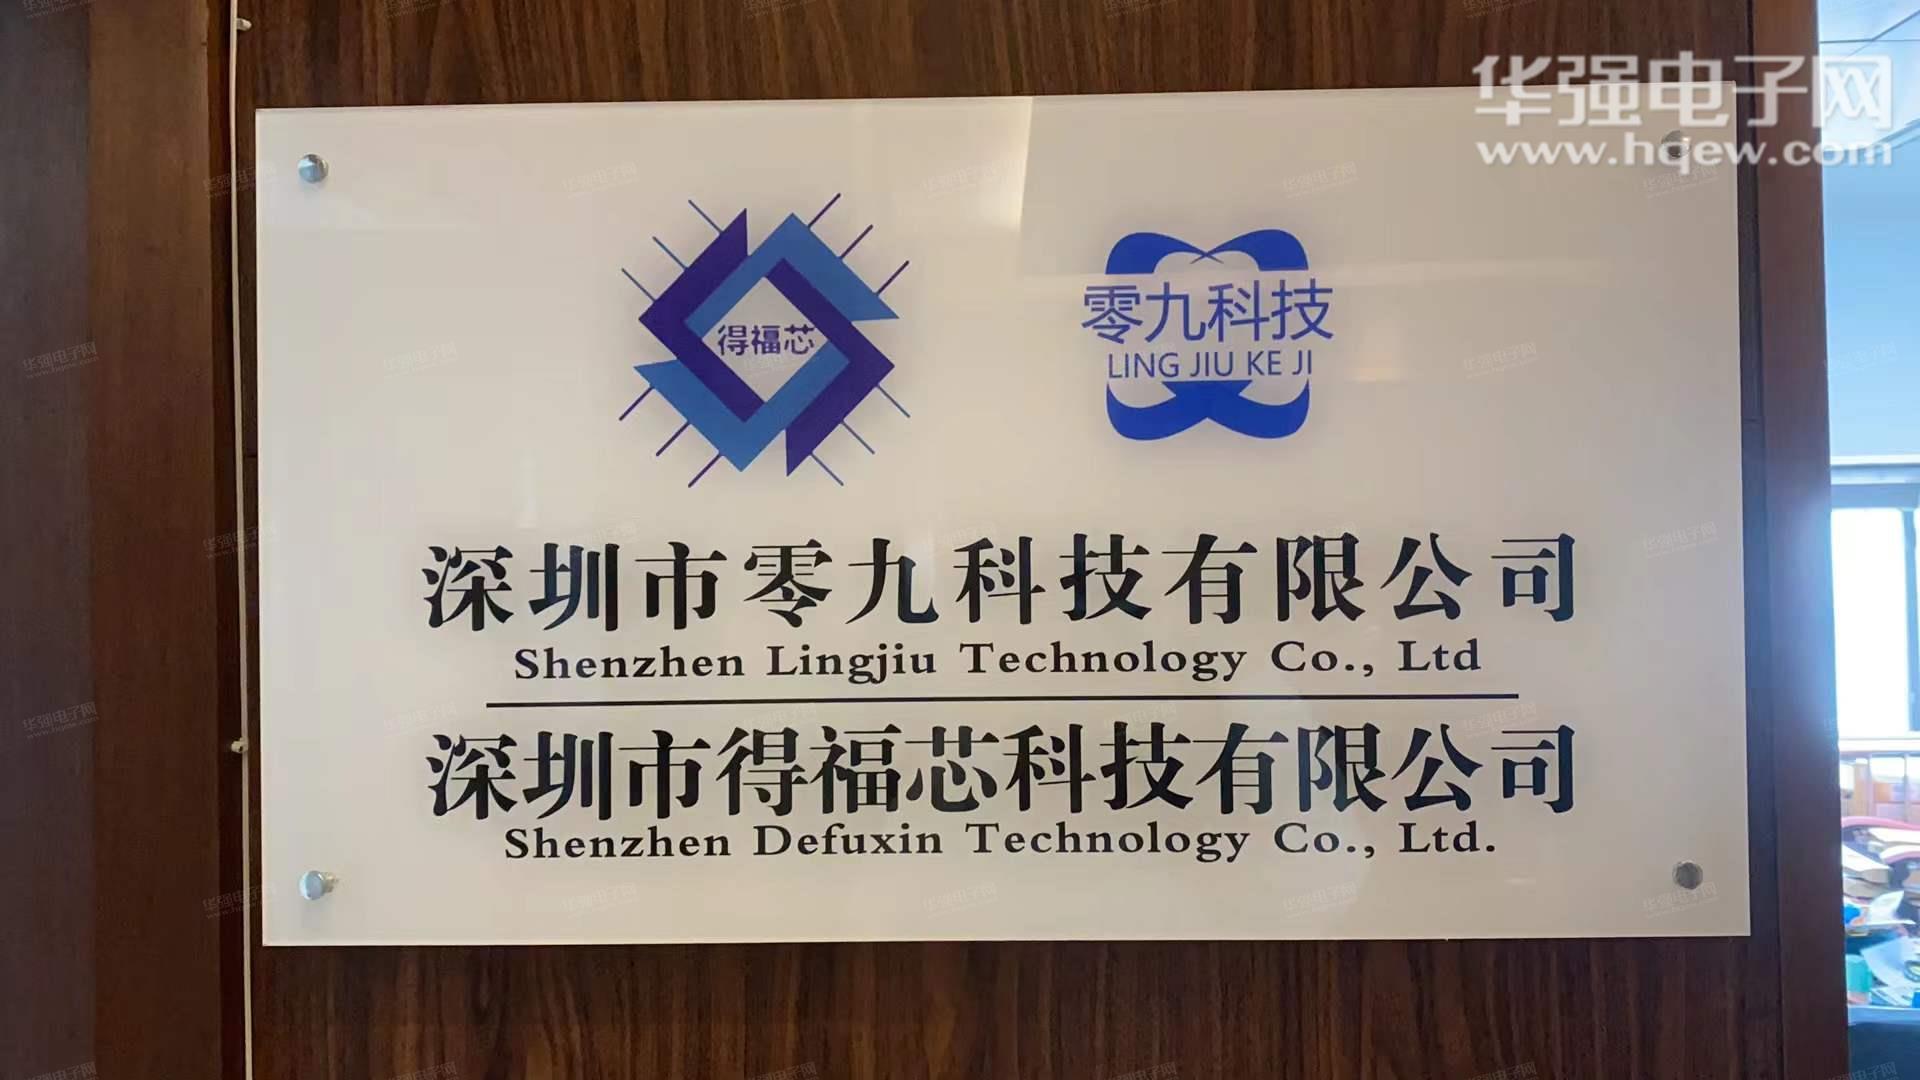 华强电子网
www.hqew.com
得福芯
零九科技
LING JIU KE JI
深圳市零九科技有限公司
Shenzhen Lingjiu Technology Co., Ltd
深圳市得福芯科技有限公司
Shenzhen Defuxin Technology Co., Ltd.